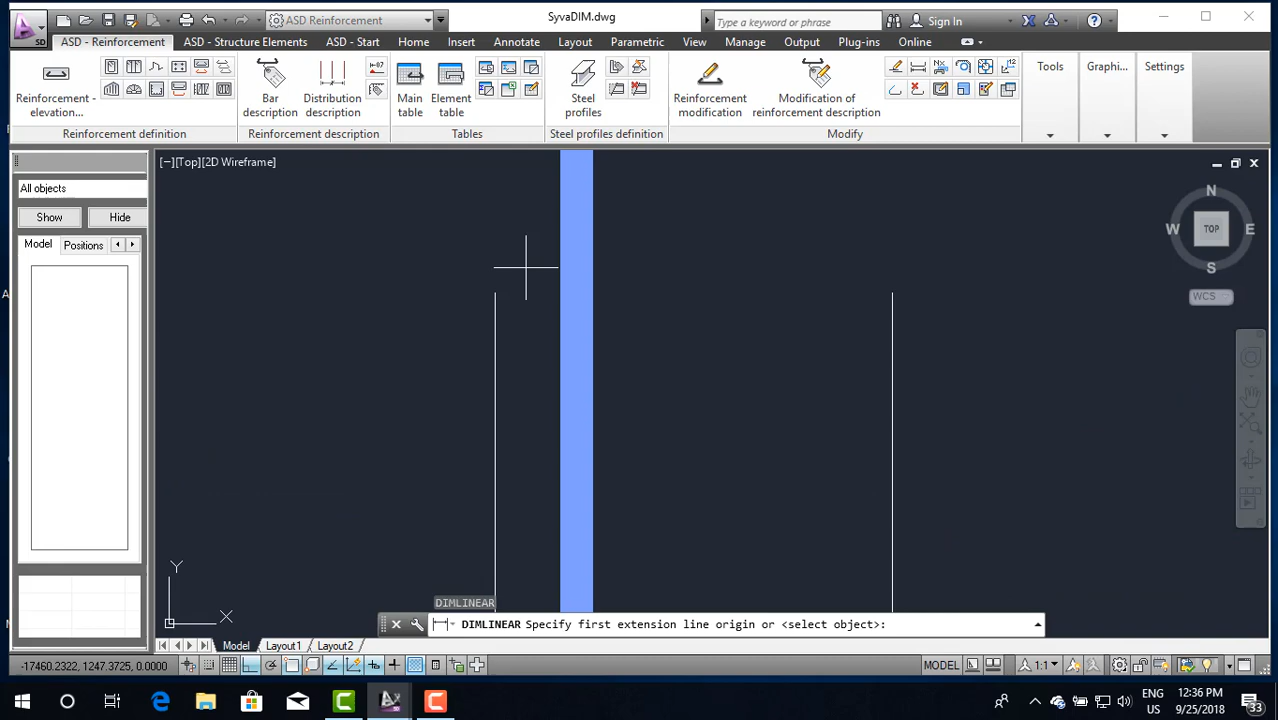 ASD Reinforcement
SyvaDIM.dwg
Type a keyword or phrase
Sign In
5D
ASD - Reinforcement
ASD - Structure Elements
ASD - Start
Home
Insert
Annotate
Layout
Parametric
View
Manage
Output
Plug-ins
Online
Reinforcement -
elevation...
Bar
description
Distribution
description
Main
table
Element
table
Steel
profiles
Reinforcement
modification
Modification of
reinforcement description
Tools
Graphi...
Settings
Reinforcement definition
Reinforcement description
Tables
Steel profiles definition
Modify
All objects
Show
Hide
Model
Positions
[−][Top][2D Wireframe]
N
W
TOP
E
S
WCS
Y
X
DIMLINEAR
DIMLINEAR Specify first extension line origin or <select object>:
Model
Layout1
Layout2
-17460.2322, 1247.3725, 0.0000
MODEL
1:1
ENG
US
12:36 PM
9/25/2018
33